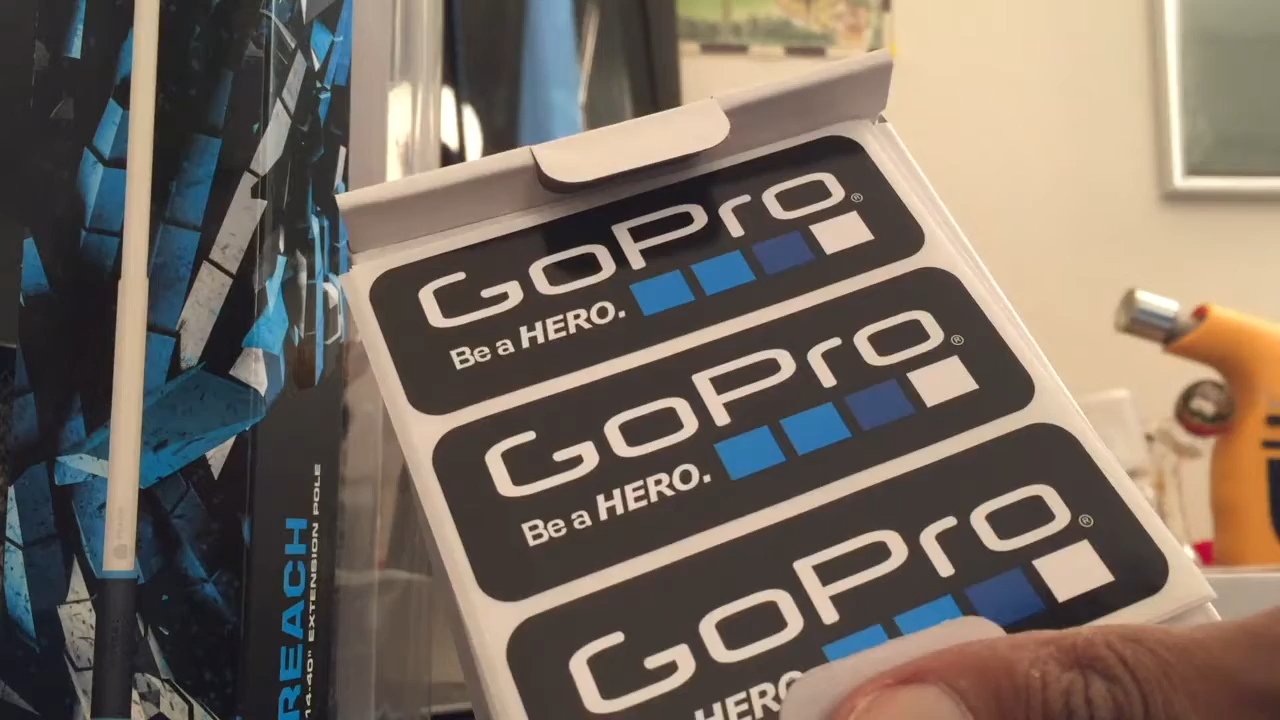 GoPro®
Be a HERO.
GoPro®
Be a HERO.
GoPro®
HERO
REACH
14-40" EXTENSION POLE